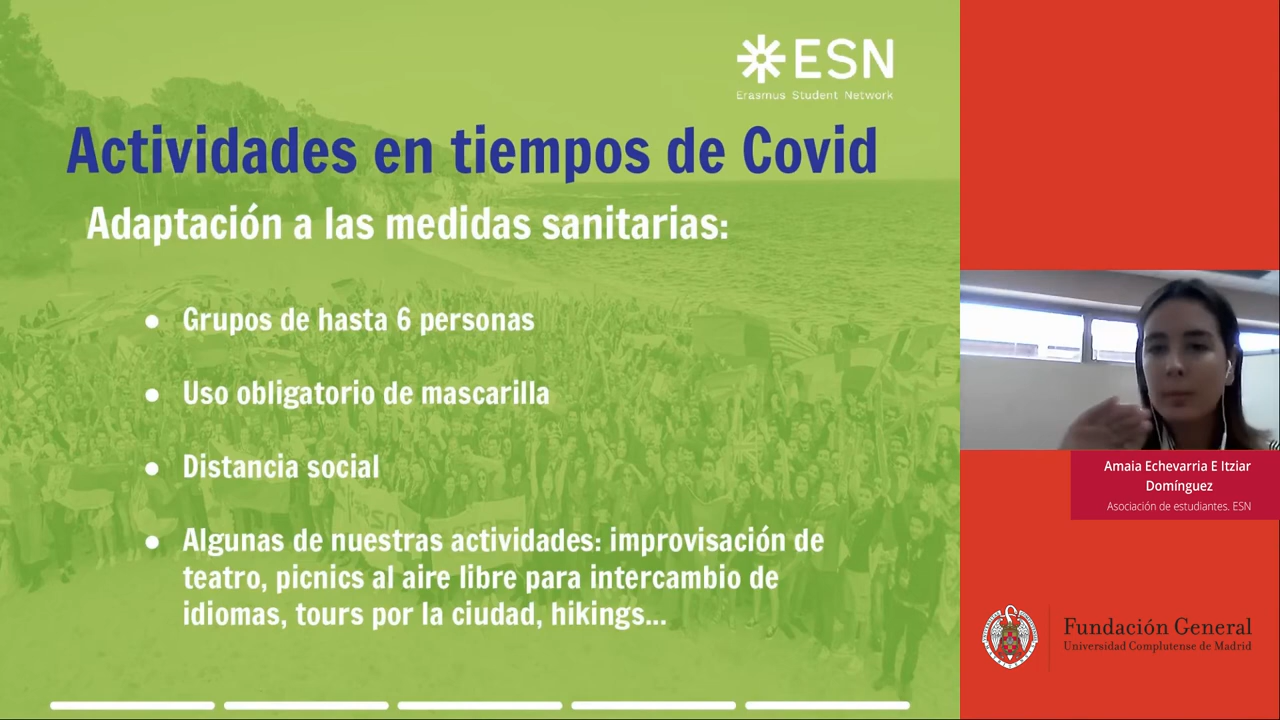 ESN
Erasmus Student Network
Actividades en tiempos de Covid
Adaptación a las medidas sanitarias:
● Grupos de hasta 6 personas
● Uso obligatorio de mascarilla
● Distancia social
● Algunas de nuestras actividades: improvisación de
teatro, picnics al aire libre para intercambio de
idiomas, tours por la ciudad, hikings...
Amaia Echevarria E Itziar
Domínguez
Asociación de estudiantes. ESN
Fundación General
Universidad Complutense de Madrid